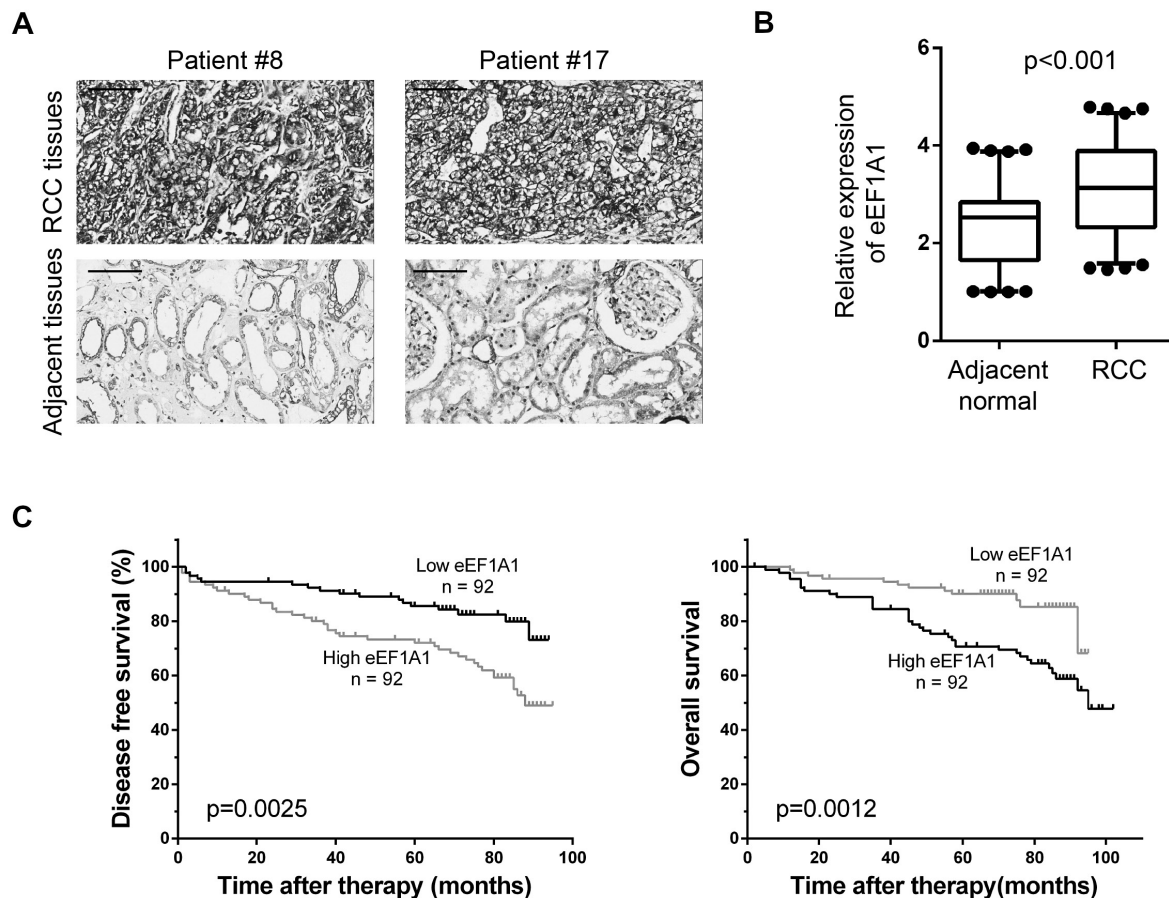 A
Patient #8
Patient #17
RCC tissues
Adjacent tissues
B
p<0.001
Relative expression
of eEF1A1
6
4
2
0
Adjacent
normal
RCC
C
Disease free survival (%)
100
80
60
40
20
0
Low eEF1A1
n = 92
High eEF1A1
n = 92
p=0.0025
0
20
40
60
80
100
Time after therapy (months)
Overall survival
100
80
60
40
20
0
Low eEF1A1
n = 92
High eEF1A1
n = 92
p=0.0012
0
20
40
60
80
100
Time after therapy(months)